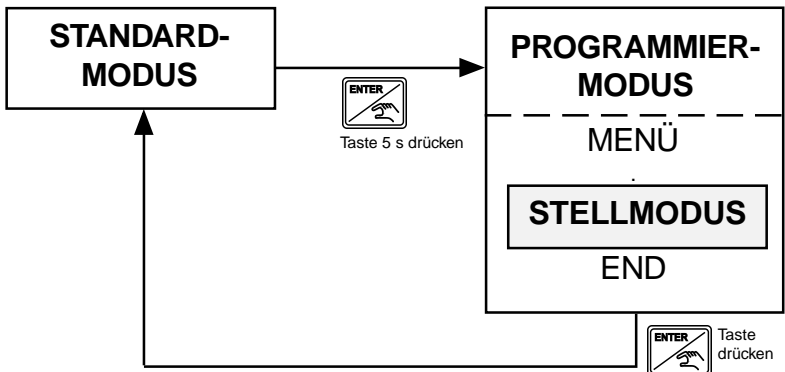 STANDARD-
MODUS
ENTER
Taste 5 s drücken
PROGRAMMIER-
MODUS
MENÜ
.
STELLMODUS
END
ENTER
Taste
drücken